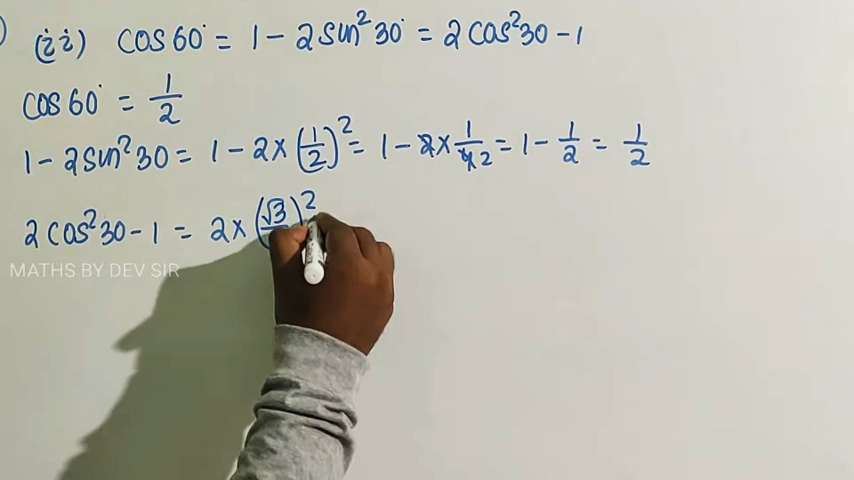 (ii) COS 60° = 1 - 2 sin² 30° = 2 cos² 30 - 1
COS 60° = 1/2
1 - 2 sin² 30 = 1 - 2 × (1/2)² = 1 - 2 × 1/4 2 = 1 - 1/2 = 1/2
2 cos² 30 - 1 = 2 × (√3/
MATHS BY DEV SIR